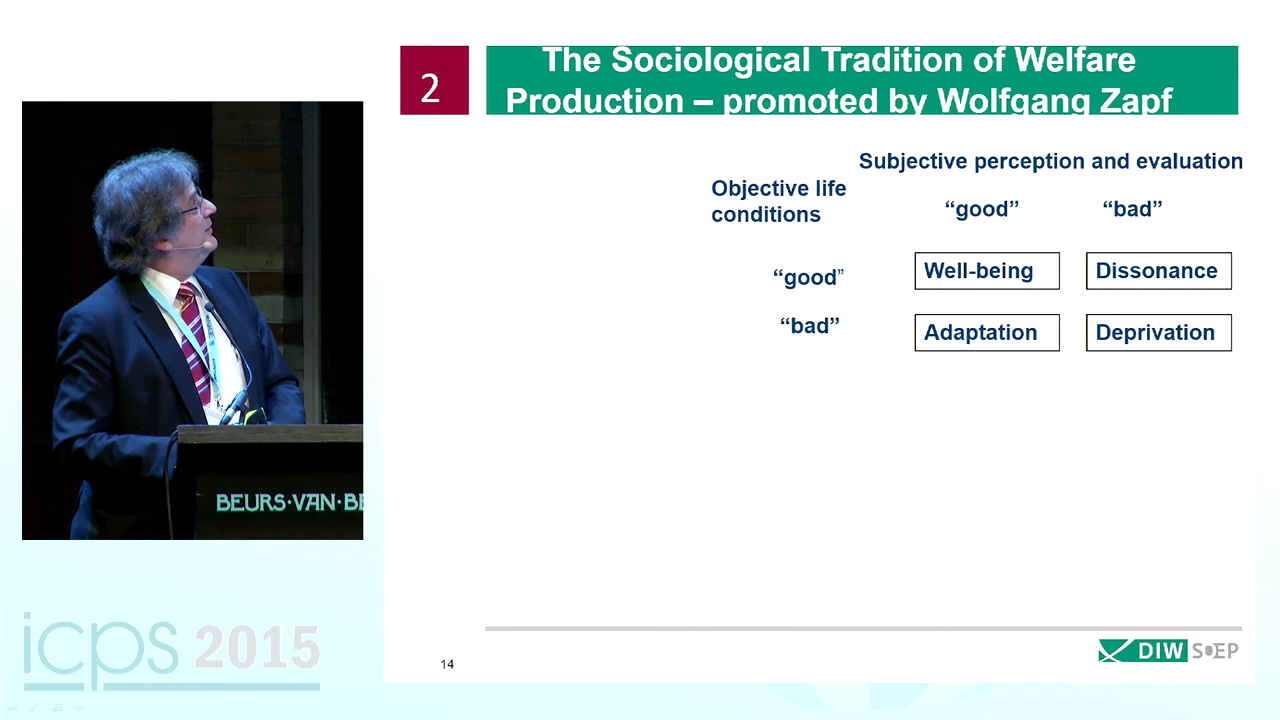 2
The Sociological Tradition of Welfare
Production – promoted by Wolfgang Zapf
Subjective perception and evaluation
Objective life
conditions
“good” “bad”
“good” Well-being Dissonance
“bad” Adaptation Deprivation
BEURS·VAN·BE
icps 2015
14
DIW SOEP